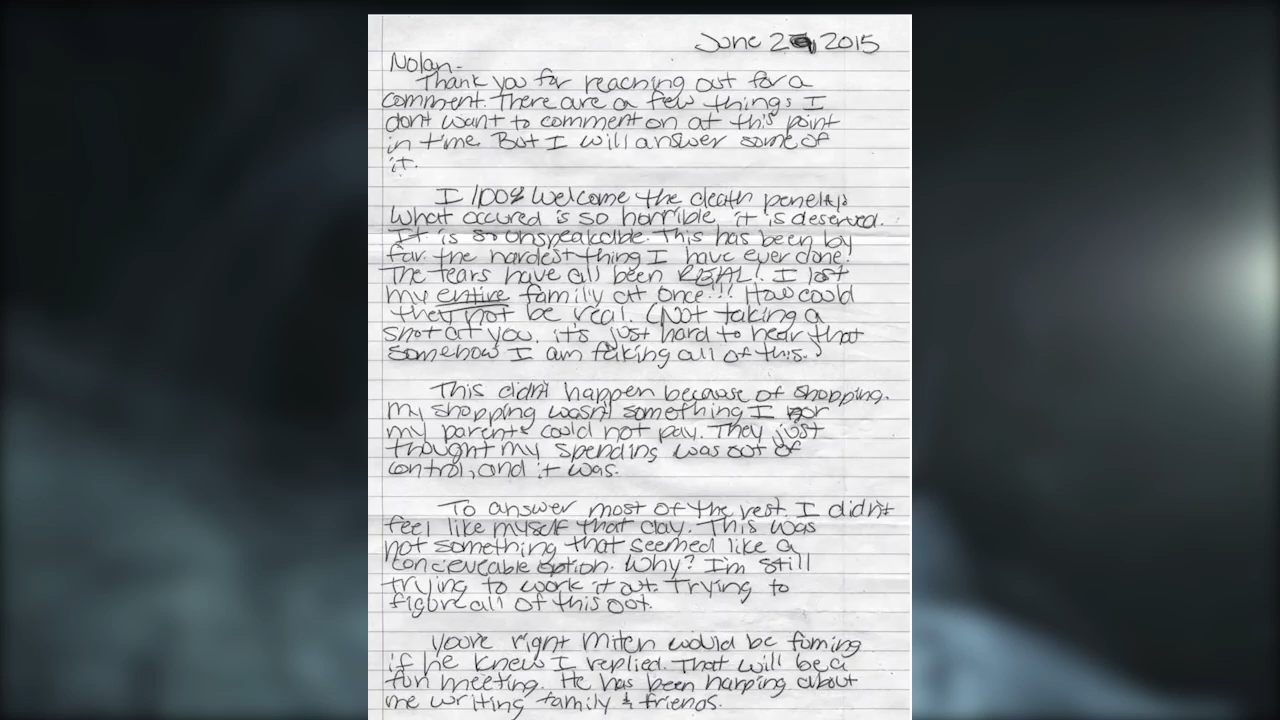 June 29, 2015
Nolan-
Thank you for reaching out for a
comment. There are a few things I
dont want to comment on at this point
in time. But I will answer some of
it.
I 100% welcome the death penelty.
What occured is so horrible it is deserved.
It is so unspeakable. This has been by
far the hardest thing I have ever done!
The tears have all been REAL! I lost
my entire family at once!!! How could
they not be real. (Not taking a
shot at you, it's just hard to hear that
somehow I am faking all of this.)
This didn't happen because of shopping.
My shopping wasn't something I nor
my parents could not pay. They just
thought my spending was out of
control, and it was.
To answer most of the rest. I didn't
feel like myself that day. This was
not something that seemed like a
concieveable option. Why? I'm still
trying to work it out. Trying to
figure all of this out.
You're right Mitch would be fuming
if he knew I replied. That will be a
fun meeting. He has been harping about
me writing family & friends.